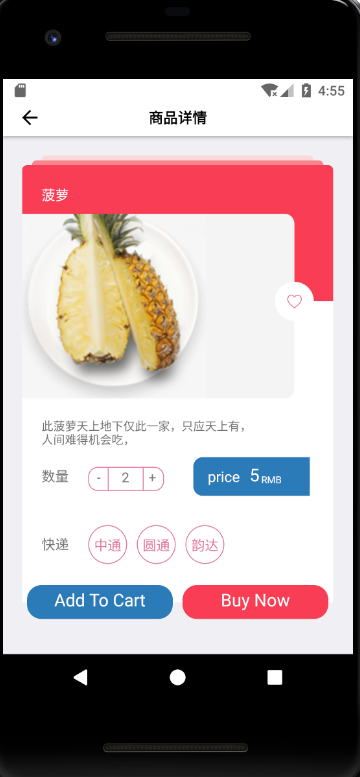 4:55
商品详情
菠萝
此菠萝天上地下仅此一家，只应天上有，
人间难得机会吃，
数量 - 2 + price 5 RMB
快递 中通 圆通 韵达
Add To Cart Buy Now